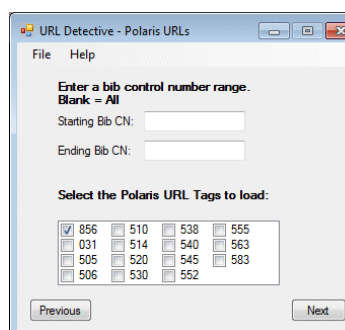 URL Detective - Polaris URLs
File Help
Enter a bib control number range.
Blank = All
Starting Bib CN:
Ending Bib CN:
Select the Polaris URL Tags to load:
856 510 538 555
031 514 540 563
505 520 545 583
506 530 552
Previous Next